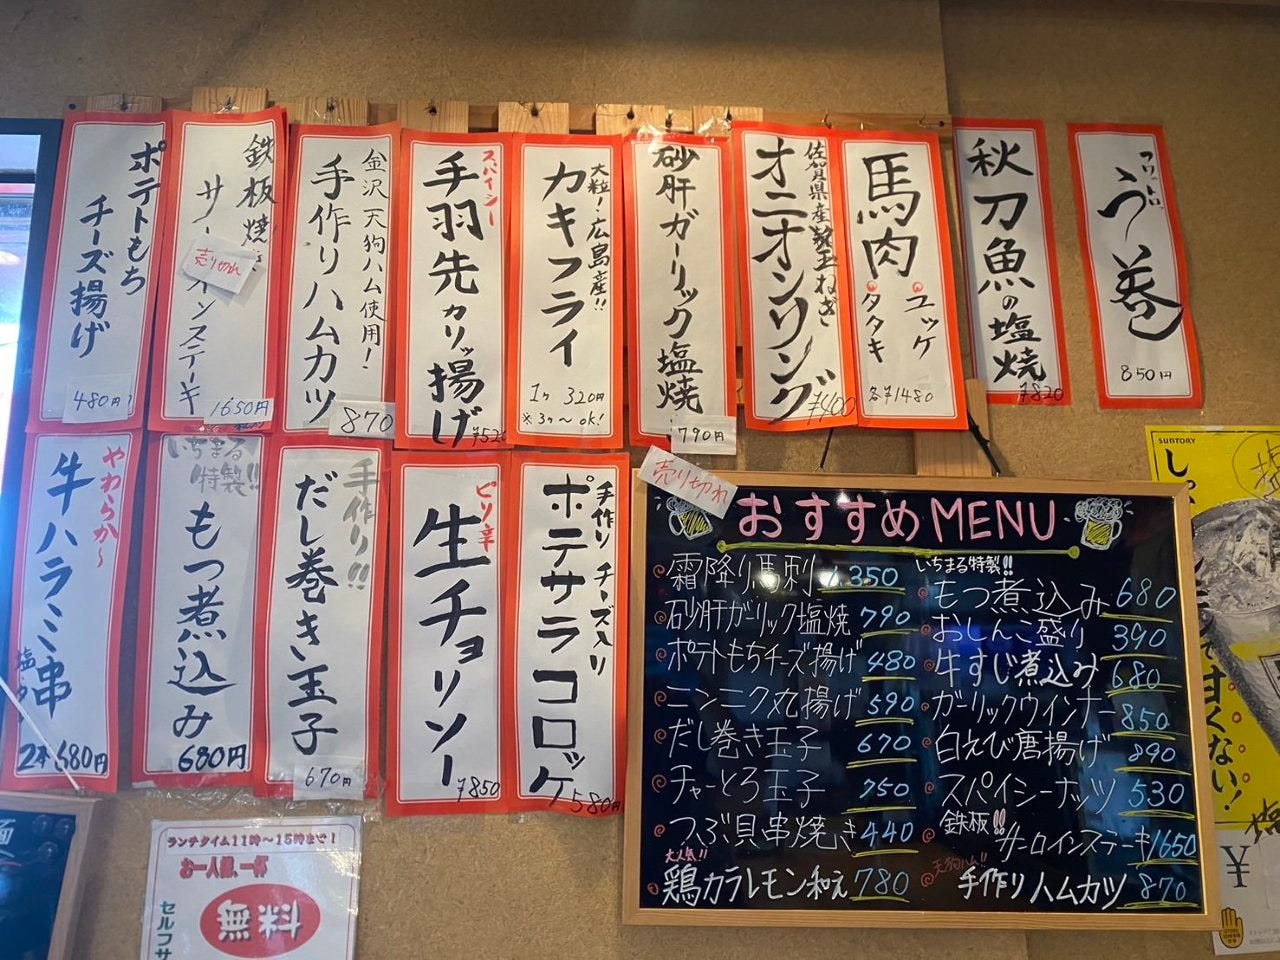 ポテトもち
チーズ揚げ
480円
鉄板焼
売り切れ
1650円
金沢天狗ハム使用!
手作りハムカツ
870
スパイシー
手羽先カリッ揚げ
¥520
大粒!広島産!!
カキフライ
1ヶ 320円
※3ヶ〜ok!
砂肝ガーリック塩焼
790円
佐賀県産玉ねぎ
オニオンリング
馬肉
ユッケ
タタキ
各¥1480
秋刀魚の塩焼
¥820
う巻
850円
やわらか〜
牛ハラミ串
2本680円
いちまる特製!!
もつ煮込み
680円
手作り!!
だし巻き玉子
670円
ピリ辛
生チョリソー
¥850
手作りチーズ入り
ポテサラコロッケ
580円
売り切れ
おすすめMENU
霜降り馬刺 1,350
砂肝ガーリック塩焼 790
ポテトもちチーズ揚げ 480
ニンニク丸揚げ 590
だし巻き玉子 670
チャーとろ玉子 750
つぶ貝串焼き 440
大人気!!
鶏カラレモン和え 780
いちまる特製!!
もつ煮込み 680
おしんこ盛り 390
牛すじ煮込み 680
ガーリックウインナー 850
白えび唐揚げ 890
スパイシーナッツ 530
鉄板!!
サーロインステーキ 1650
天狗ハム!!
手作りハムカツ 870
ランチタイム11時〜15時まで!
お一人様、一杯
無料
セルフサ
SUNTORY
甘くない!